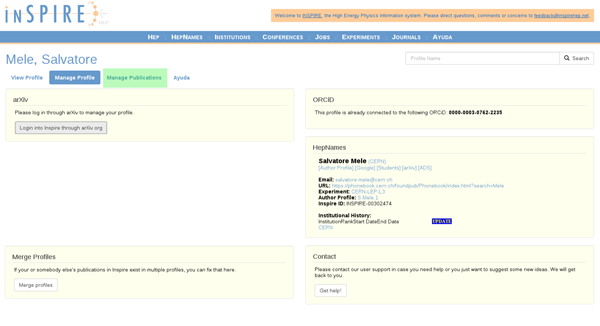 inSPIRE
Welcome to INSPIRE, the High Energy Physics information system. Please direct questions, comments or concerns to feedback@inspirehep.net.
HEP :: HEPNAMES :: INSTITUTIONS :: CONFERENCES :: JOBS :: EXPERIMENTS :: JOURNALS :: AYUDA
Mele, Salvatore
Profile Name
Search
View Profile
Manage Profile
Manage Publications
Ayuda
arXiv
Please log in through arXiv to manage your profile.
Login into Inspire through arXiv.org
ORCID
This profile is already connected to the following ORCID: 0000-0003-0762-2235
HepNames
Salvatore Mele (CERN)
[Author Profile] [Google] [Students] [arxiv] [ADS]
Email: salvatore.mele@cern.ch
URL: https://phonebook.cern.ch/foundpub/Phonebook/index.html?search=Mele
Experiment: CERN-LEP-L3
Author Profile: S.Mele.1
Inspire ID: INSPIRE-00302474
Institutional History:
InstitutionRankStart DateEnd Date
CERN
UPDATE
Merge Profiles
If your or somebody else's publications in Inspire exist in multiple profiles, you can fix that here.
Merge profiles
Contact
Please contact our user support in case you need help or you just want to suggest some new ideas. We will get
back to you.
Get help!